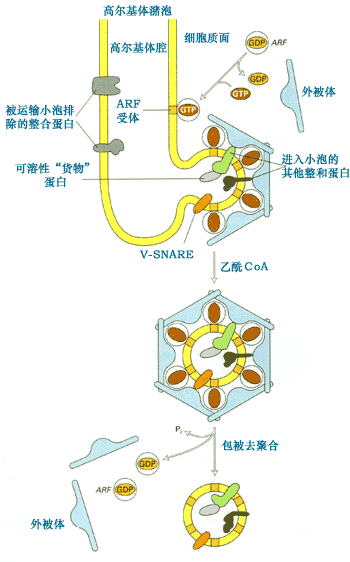 高尔基体潴泡
高尔基体腔
细胞质面
GDP ARF
GDP
GTP
外被体
被运输小泡排
除的整合蛋白
ARF
受体
GTP
可溶性“货物”
蛋白
进入小泡的
其他整和蛋白
V-SNARE
乙酰CoA
Pi
包被去聚合
GDP
ARF GDP
外被体